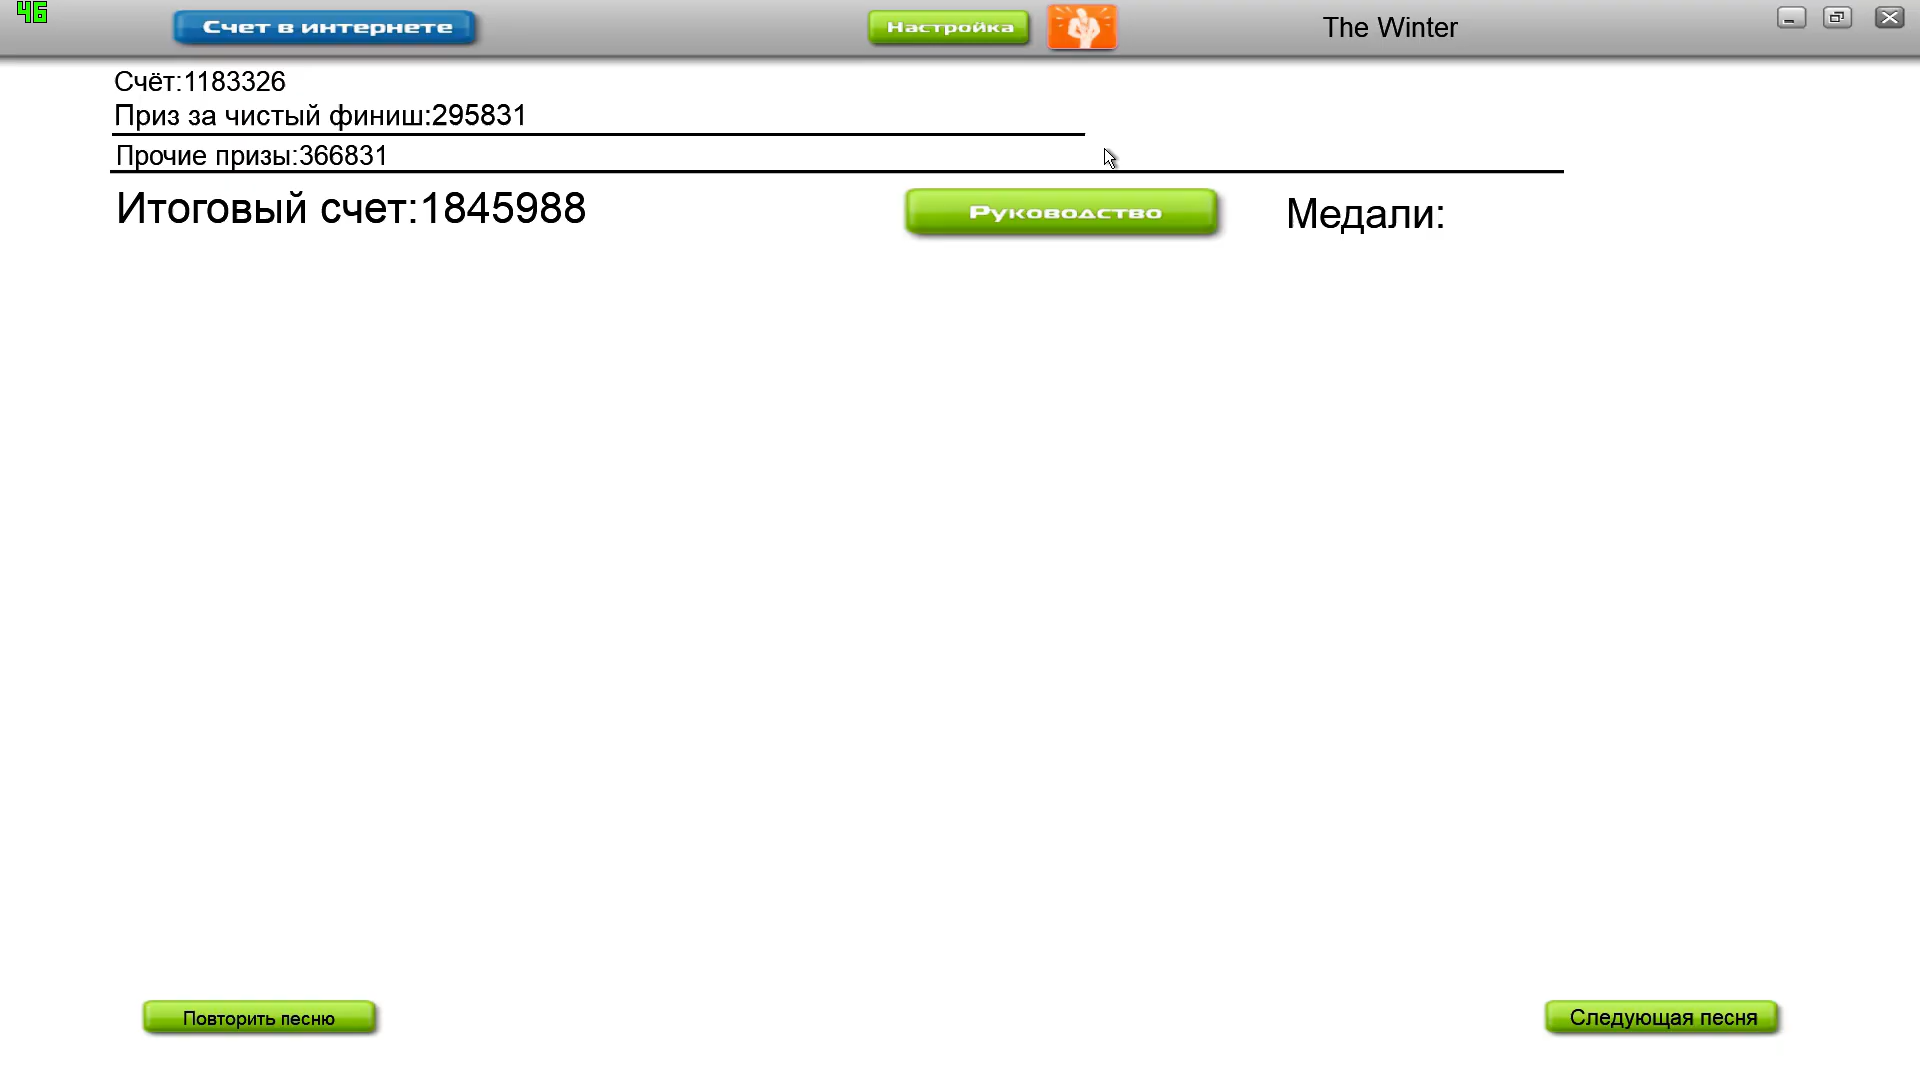 46
Счет в интернете
Настройка
The Winter
Счёт:1183326
Приз за чистый финиш:295831
Прочие призы:366831
Итоговый счет:1845988
Руководство
Медали:
Повторить песню
Следующая песня